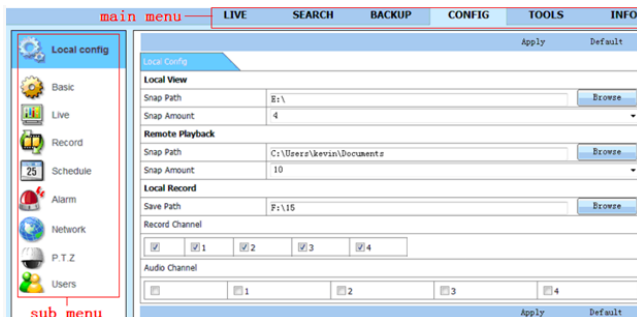 main menu LIVE SEARCH BACKUP CONFIG TOOLS INFO
Local config
Basic
Live
Record
25 Schedule
Alarm
Network
P.T.Z
Users
sub menu
Apply Default
Local Config
Local View
Snap Path E:\ Browse
Snap Amount 4
Remote Playback
Snap Path C:\Users\kevin\Documents Browse
Snap Amount 10
Local Record
Save Path F:\15 Browse
Record Channel
1 2 3 4
Audio Channel
1 2 3 4
Apply Default